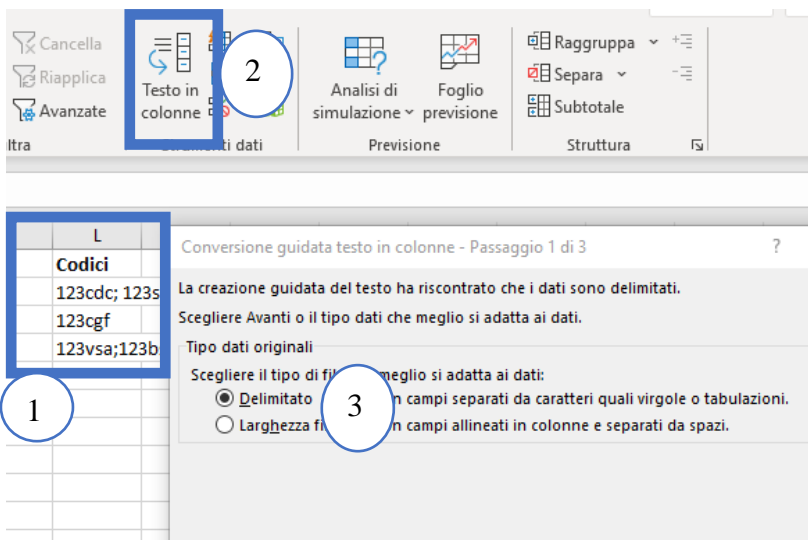 Cancella
Riapplica
Avanzate
ltra
Testo in
colonne
2
nti dati
Analisi di
simulazione
Foglio
previsione
Previsione
Raggruppa
Separa
Subtotale
Struttura
L
Codici
123cdc; 123s
123cgf
123vsa;123b
1
Conversione guidata testo in colonne - Passaggio 1 di 3 ?
La creazione guidata del testo ha riscontrato che i dati sono delimitati.
Scegliere Avanti o il tipo dati che meglio si adatta ai dati.
Tipo dati originali
Scegliere il tipo di fi meglio si adatta ai dati:
Delimitato n campi separati da caratteri quali virgole o tabulazioni.
3
Larghezza fi n campi allineati in colonne e separati da spazi.